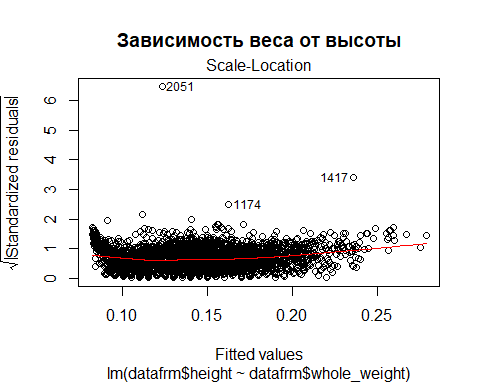 Зависимость веса от высоты
Scale-Location
√|Standardized residuals|
6
5
4
3
2
1
0
2051
1417
1174
0.10 0.15 0.20 0.25
Fitted values
lm(datafrm$height ~ datafrm$whole_weight)